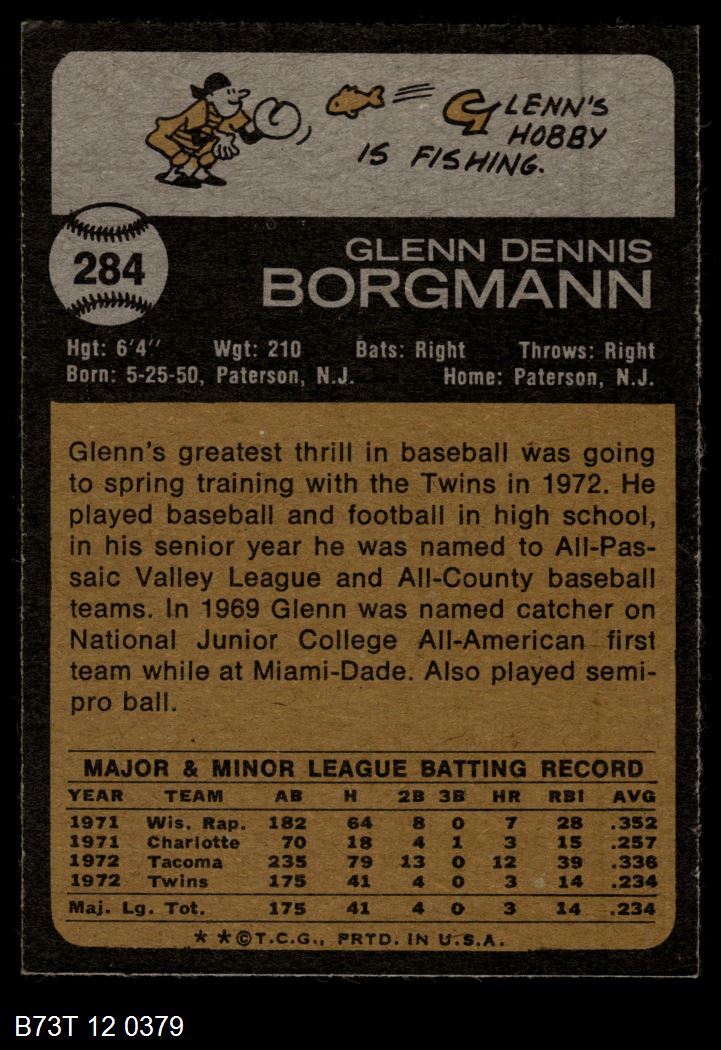 GLENN'S
HOBBY
IS FISHING.
284
GLENN DENNIS
BORGMANN
Hgt: 6'4" Wgt: 210 Bats: Right Throws: Right
Born: 5-25-50, Paterson, N.J. Home: Paterson, N.J.
Glenn's greatest thrill in baseball was going
to spring training with the Twins in 1972. He
played baseball and football in high school,
in his senior year he was named to All-Pas-
saic Valley League and All-County baseball
teams. In 1969 Glenn was named catcher on
National Junior College All-American first
team while at Miami-Dade. Also played semi-
pro ball.
MAJOR & MINOR LEAGUE BATTING RECORD
YEAR TEAM AB H 2B 3B HR RBI AVG
1971 Wis. Rap. 182 64 8 0 7 28 .352
1971 Charlotte 70 18 4 1 3 15 .257
1972 Tacoma 235 79 13 0 12 39 .336
1972 Twins 175 41 4 0 3 14 .234
Maj. Lg. Tot. 175 41 4 0 3 14 .234
* *©T.C.G., PRTD. IN U.S.A.
B73T 12 0379